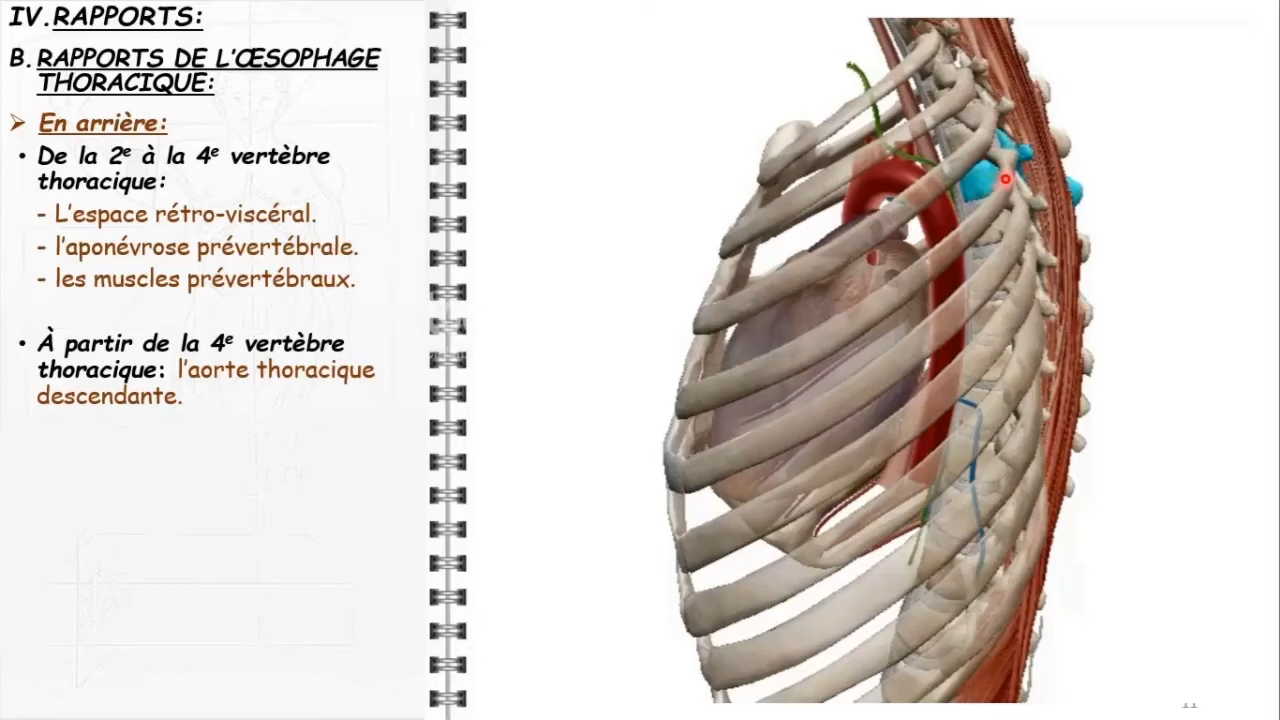 IV. RAPPORTS:
B. RAPPORTS DE L'ŒSOPHAGE
THORACIQUE:
➢ En arrière:
• De la 2e à la 4e vertèbre
thoracique:
- L'espace rétro-viscéral.
- l'aponévrose prévertébrale.
- les muscles prévertébraux.
• À partir de la 4e vertèbre
thoracique: l'aorte thoracique
descendante.